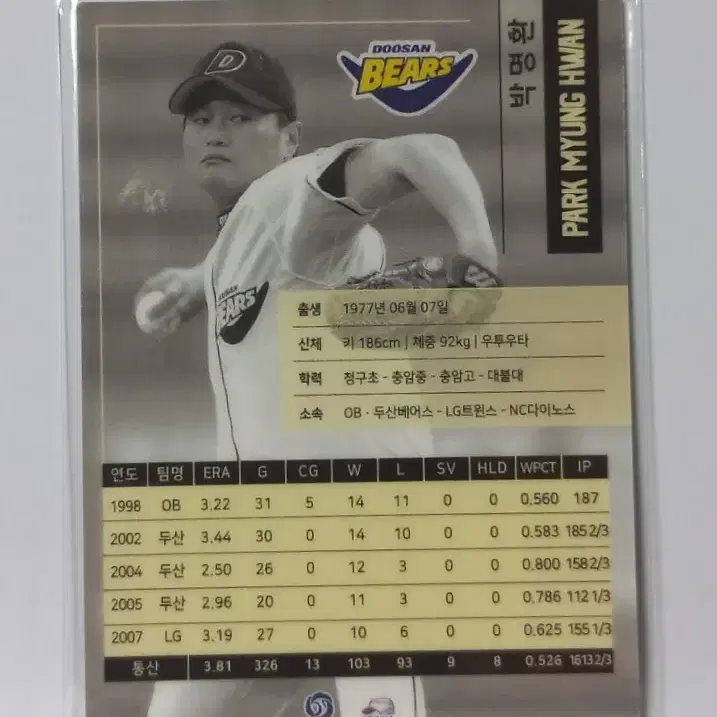 D
DOOSAN
BEARS
박명환
PARK MYUNG HWAN
DOOSAN
BEARS
출생 1977년 06월 07일
신체 키 186cm | 체중 92kg | 우투우타
학력 청구초 - 충암중 - 충암고 - 대불대
소속 OB · 두산베어스 - LG트윈스 - NC다이노스
연도 팀명 ERA G CG W L SV HLD WPCT IP
1998 OB 3.22 31 5 14 11 0 0 0.560 187
2002 두산 3.44 30 0 14 10 0 0 0.583 185 2/3
2004 두산 2.50 26 0 12 3 0 0 0.800 158 2/3
2005 두산 2.96 20 0 11 3 0 0 0.786 112 1/3
2007 LG 3.19 27 0 10 6 0 0 0.625 155 1/3
통산 3.81 326 13 103 93 9 8 0.526 1613 2/3